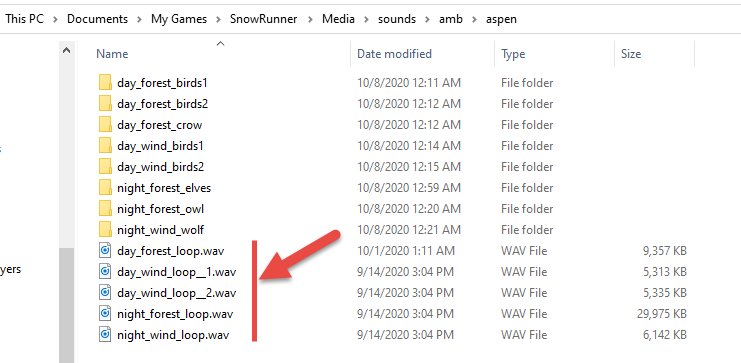 This PC > Documents > My Games > SnowRunner > Media > sounds > amb > aspen
Name Date modified Type Size
day_forest_birds1 10/8/2020 12:11 AM File folder
day_forest_birds2 10/8/2020 12:12 AM File folder
day_forest_crow 10/8/2020 12:12 AM File folder
day_wind_birds1 10/8/2020 12:14 AM File folder
day_wind_birds2 10/8/2020 12:15 AM File folder
night_forest_elves 10/8/2020 12:59 AM File folder
night_forest_owl 10/8/2020 12:20 AM File folder
night_wind_wolf 10/8/2020 12:21 AM File folder
day_forest_loop.wav 10/1/2020 1:11 AM WAV File 9,357 KB
yers day_wind_loop__1.wav 9/14/2020 3:04 PM WAV File 5,313 KB
day_wind_loop__2.wav 9/14/2020 3:04 PM WAV File 5,335 KB
night_forest_loop.wav 9/14/2020 3:04 PM WAV File 29,975 KB
night_wind_loop.wav 9/14/2020 3:04 PM WAV File 6,142 KB